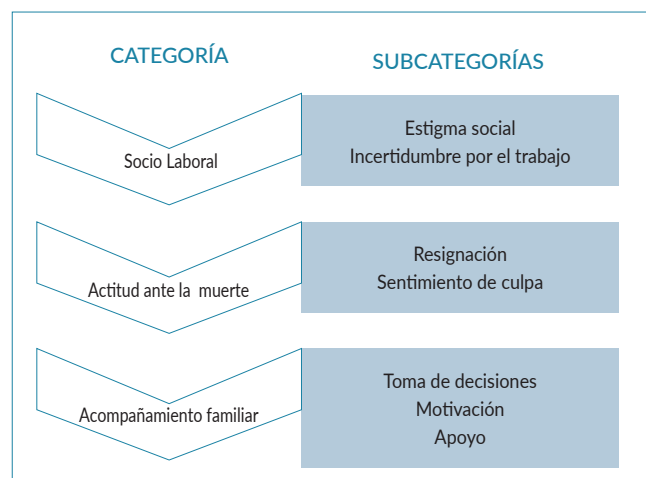 CATEGORÍA
SUBCATEGORÍAS
Socio Laboral
Estigma social
Incertidumbre por el trabajo
Actitud ante la muerte
Resignación
Sentimiento de culpa
Acompañamiento familiar
Toma de decisiones
Motivación
Apoyo